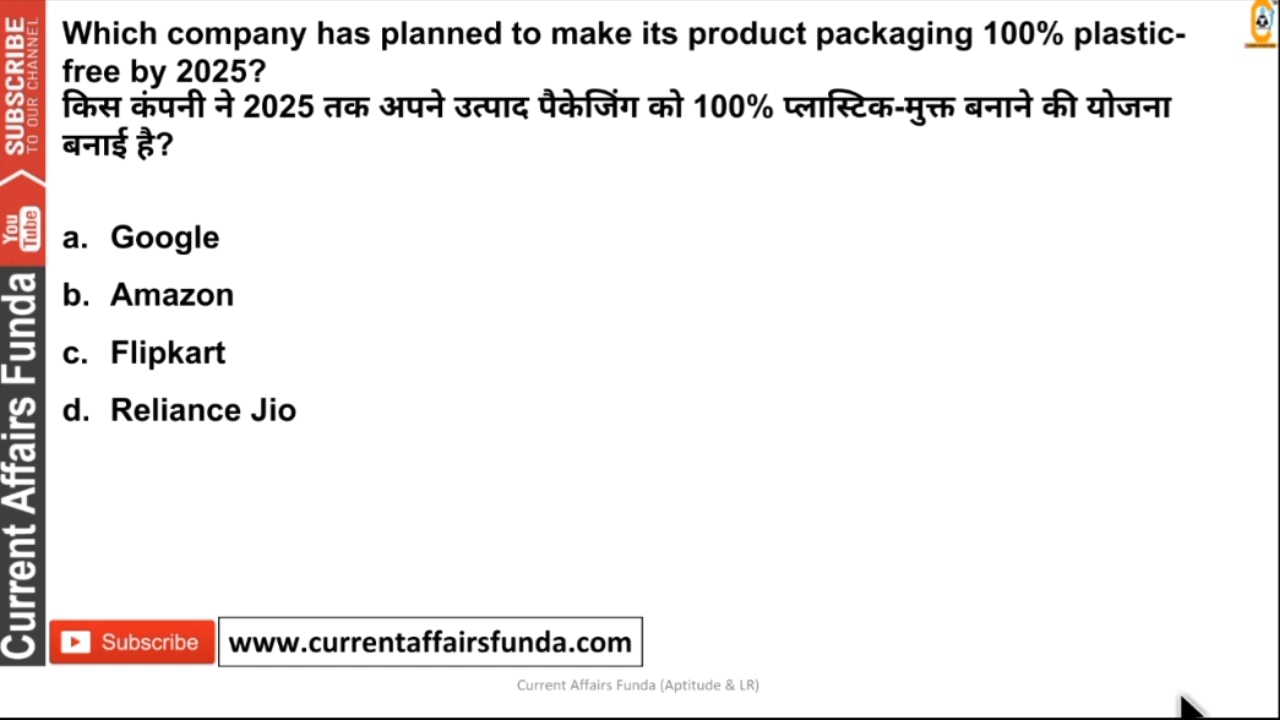 Which company has planned to make its product packaging 100% plastic-
free by 2025?
किस कंपनी ने 2025 तक अपने उत्पाद पैकेजिंग को 100% प्लास्टिक-मुक्त बनाने की योजना
बनाई है?
a. Google
b. Amazon
c. Flipkart
d. Reliance Jio
SUBSCRIBE
TO OUR CHANNEL
You
Tube
Current Affairs Funda
Subscribe
www.currentaffairsfunda.com
Current Affairs Funda (Aptitude & LR)